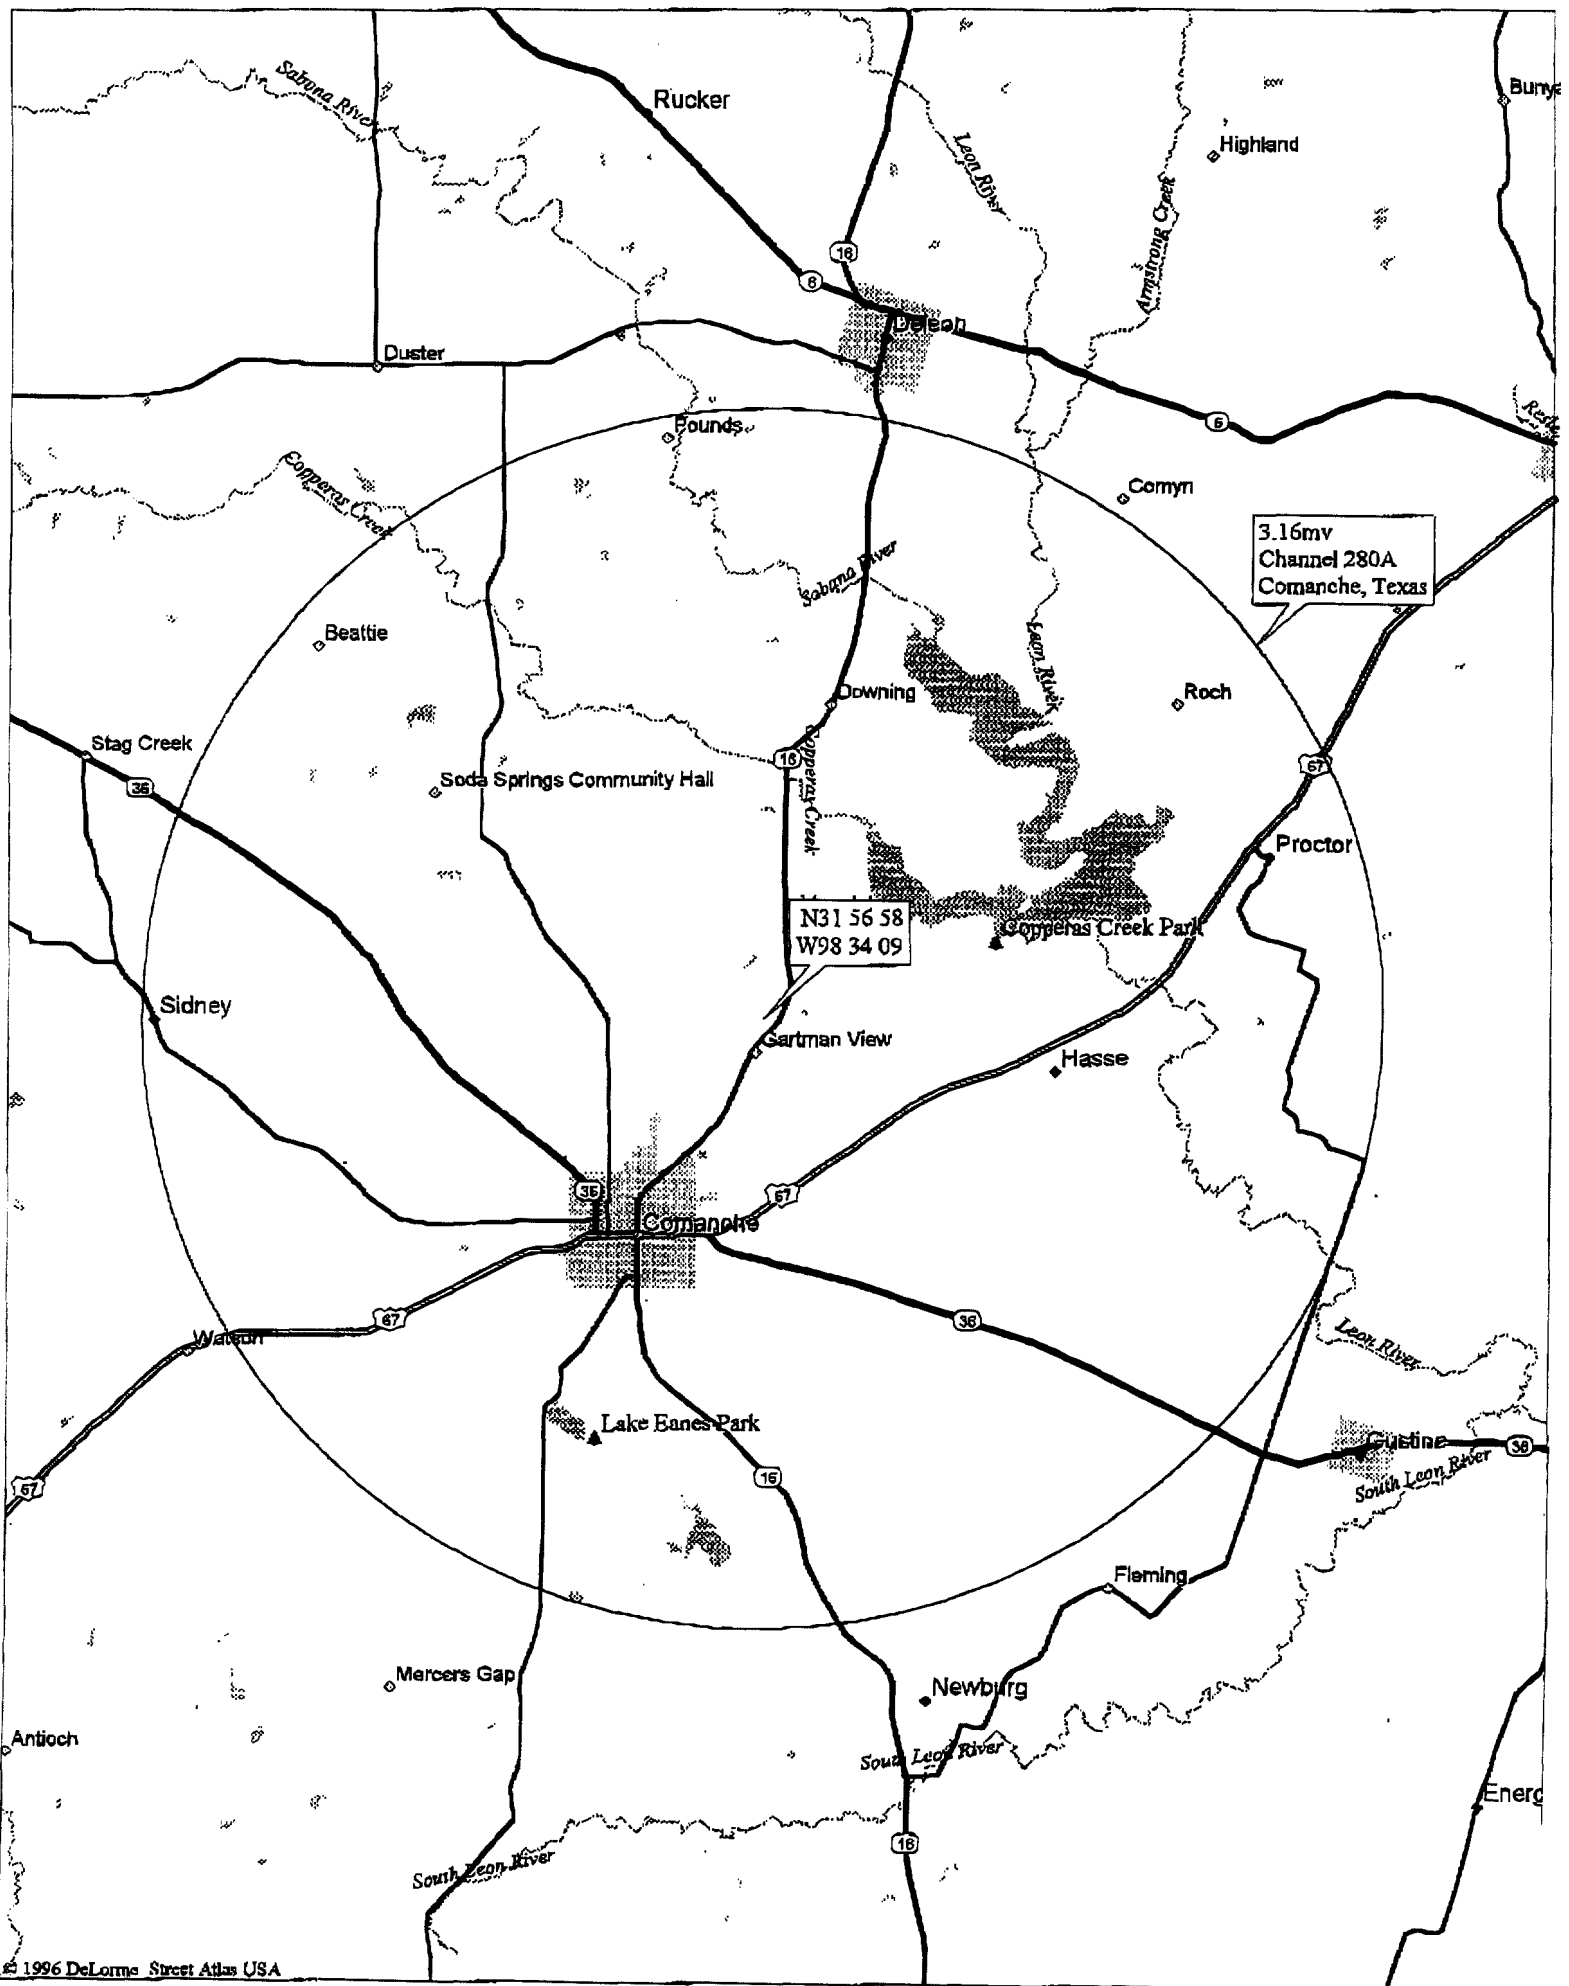 Sabana River
Rucker
Bunya
Leon River
Highland
Armstrong Creek
16
6
DeLeon
Duster
6
Pounds
Copperas Creek
Comyn
3.16mv
Channel 280A
Comanche, Texas
Sabana River
Beattie
Leon River
Downing
Roch
Stag Creek
16
36
Soda Springs Community Hall
67
Copperas Creek
Proctor
N31 56 58
W98 34 09
Copperas Creek Park
Sidney
Gartman View
Hasse
36
67
Comanche
67
36
Watson
Leon River
Lake Eanes Park
Gustine
36
16
67
South Leon River
Fleming
Mercers Gap
Newburg
Antioch
South Leon River
Energ
16
South Leon River
1996 DeLorme Street Atlas USA